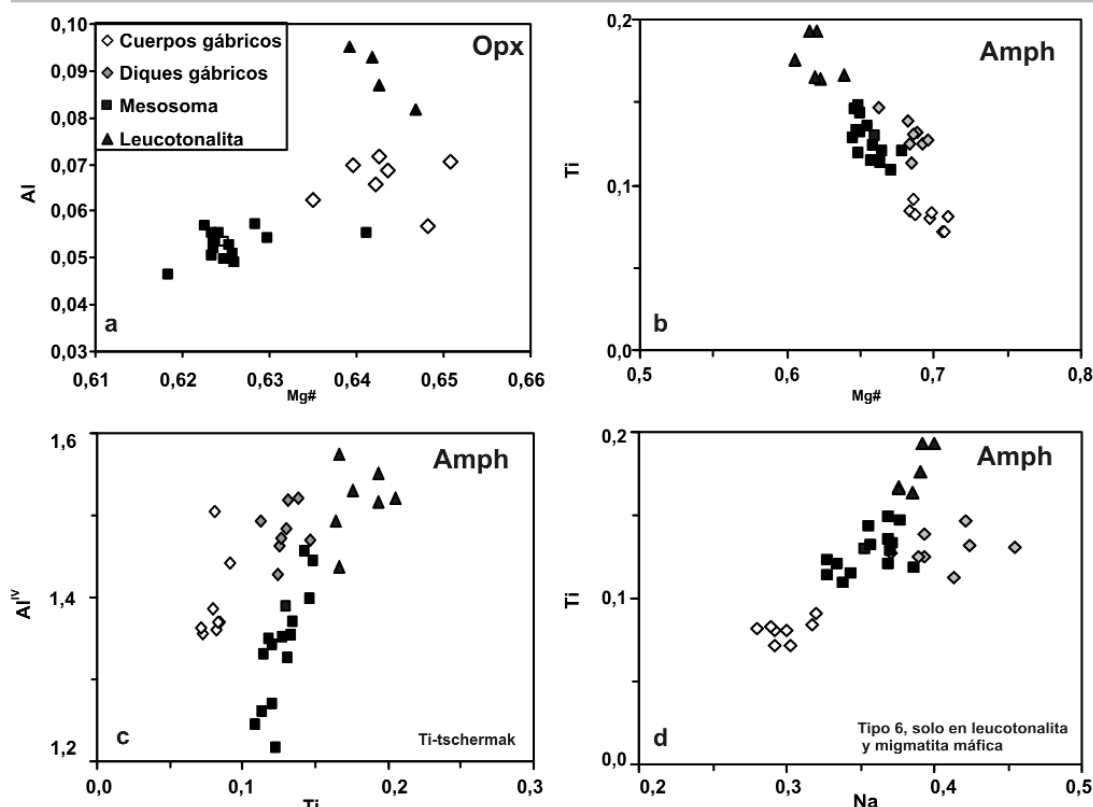 0,10
0,09
0,08
0,07
0,06
0,05
0,04
0,03
Al
Cuerpos gábricos
Diques gábricos
Mesosoma
Leucotonalita
Opx
a
0,61 0,62 0,63 0,64 0,65 0,66
Mg#
0,2
0,1
0,0
Ti
Amph
b
0,5 0,6 0,7 0,8
Mg#
1,6
1,4
1,2
Al^IV
Amph
c
Ti-tschermak
0,0 0,1 0,2 0,3
Ti
0,2
0,1
0,0
Ti
Amph
d
Tipo 6, solo en leucotonalita
y migmatita máfica
0,2 0,3 0,4 0,5
Na